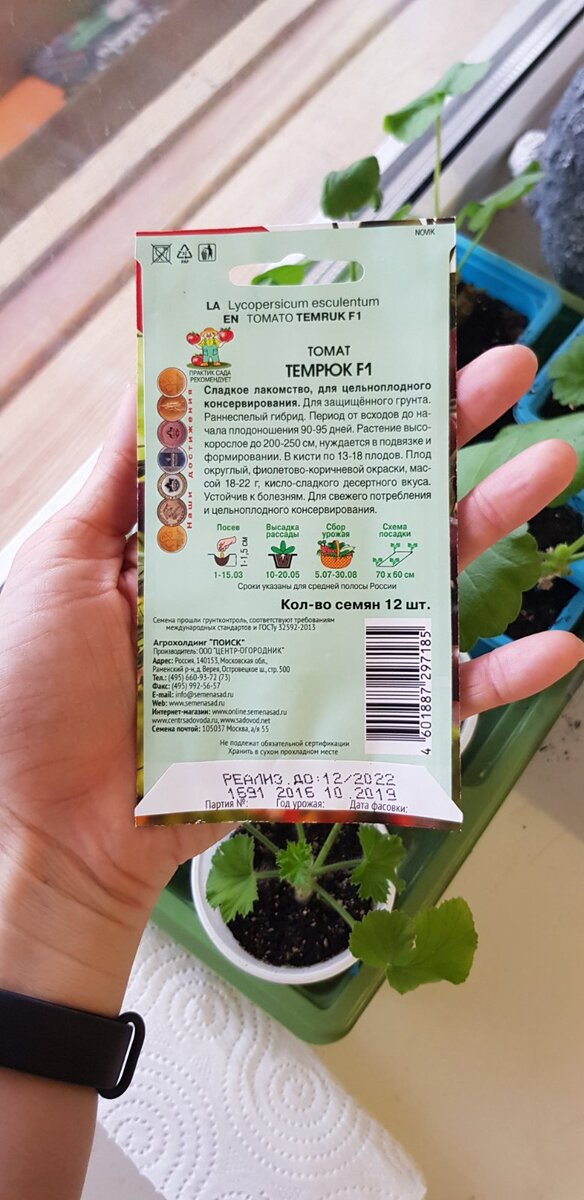 NOVIK
PAP
LA Lycopersicum esculentum
EN TOMATO TEMRUK F1
ПРАКТИК САДА
РЕКОМЕНДУЕТ
ТОМАТ
ТЕМРЮК F1
Наши достижения
Сладкое лакомство, для цельноплодного
консервирования. Для защищённого грунта.
Раннеспелый гибрид. Период от всходов до на-
чала плодоношения 90-95 дней. Растение высо-
корослое до 200-250 см, нуждается в подвязке и
формировании. В кисти по 13-18 плодов. Плод
округлый, фиолетово-коричневой окраски, мас-
сой 18-22 г, кисло-сладкого десертного вкуса.
Устойчив к болезням. Для свежего потребления
и цельноплодного консервирования.
Посев Высадка рассады Сбор урожая Схема посадки
1-1,5 см
1-15.03 10-20.05 5.07-30.08 70 x 60 см
Сроки указаны для средней полосы России
Кол-во семян 12 шт.
Семена прошли грунтконтроль, соответствуют требованиям
международных стандартов и ГОСТу 32592-2013
Агрохолдинг "ПОИСК"
Производитель: ООО "ЦЕНТР-ОГОРОДНИК"
Адрес: Россия, 140153, Московская обл.,
Раменский р-н, д. Верея, Островецкое ш., стр. 500
Тел.: (495) 660-93-72 (73)
Факс: (495) 992-56-57
E-mail: info@semenasad.ru
Web: www.semenasad.ru
Интернет-магазин: www.online.semenasad.ru
www.centrsadovoda.ru, www.sadovod.net
Семена почтой: 105037 Москва, а/я 55
4 601887 297185
Не подлежат обязательной сертификации
Хранить в сухом прохладном месте
РЕАЛИЗ.ДО:12/2022
1691 2016 10.2019
Партия №: Год урожая: Дата фасовки: